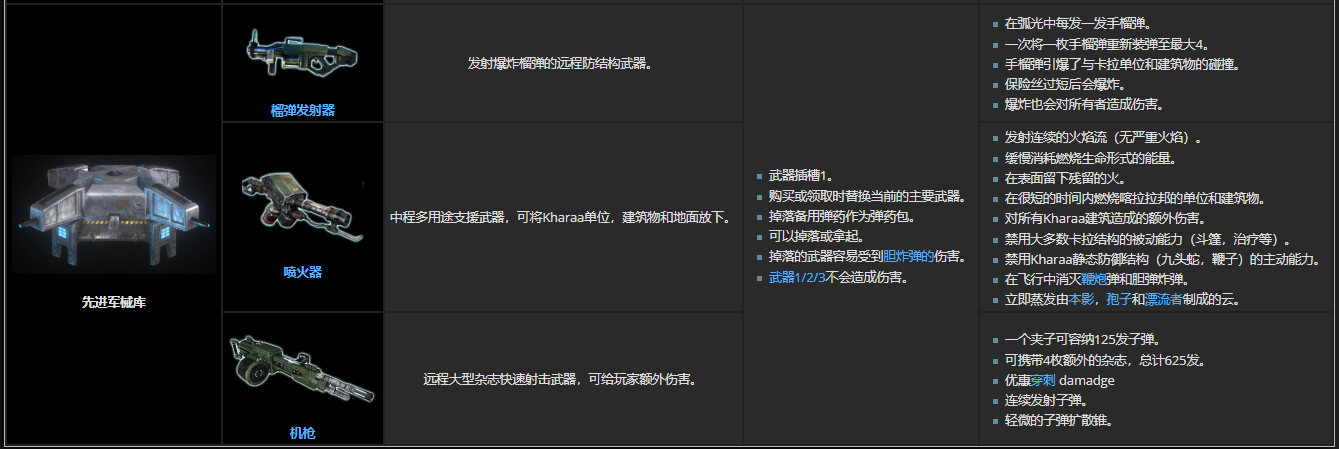 先进军械库
榴弹发射器
发射爆炸榴弹的远程防结构武器。
在弧光中每发一发手榴弹。
一次将一枚手榴弹重新装弹至最大4。
手榴弹引爆了与卡拉单位和建筑物的碰撞。
保险丝过短后会爆炸。
爆炸也会对所有者造成伤害。
喷火器
中程多用途支援武器，可将Kharaa单位，建筑物和地面放下。
武器插槽1。
购买或领取时替换当前的主要武器。
掉落备用弹药作为弹药包。
可以掉落或拿起。
掉落的武器容易受到胆炸弹的伤害。
武器1/2/3不会造成伤害。
发射连续的火焰流（无严重火焰）。
缓慢消耗燃烧生命形式的能量。
在表面留下残留的火。
在很短的时间内燃烧喀拉拉邦的单位和建筑物。
对所有Kharaa建筑造成的额外伤害。
禁用大多数卡拉结构的被动能力（斗篷，治疗等）。
禁用Kharaa静态防御结构（九头蛇，鞭子）的主动能力。
在飞行中消灭鞭炮弹和胆弹炸弹。
立即蒸发由本影，孢子和漂流者制成的云。
机枪
远程大型杂志快速射击武器，可给玩家额外伤害。
一个夹子可容纳125发子弹。
可携带4枚额外的杂志，总计625发。
优惠穿刺 damadge
连续发射子弹。
轻微的子弹扩散锥。